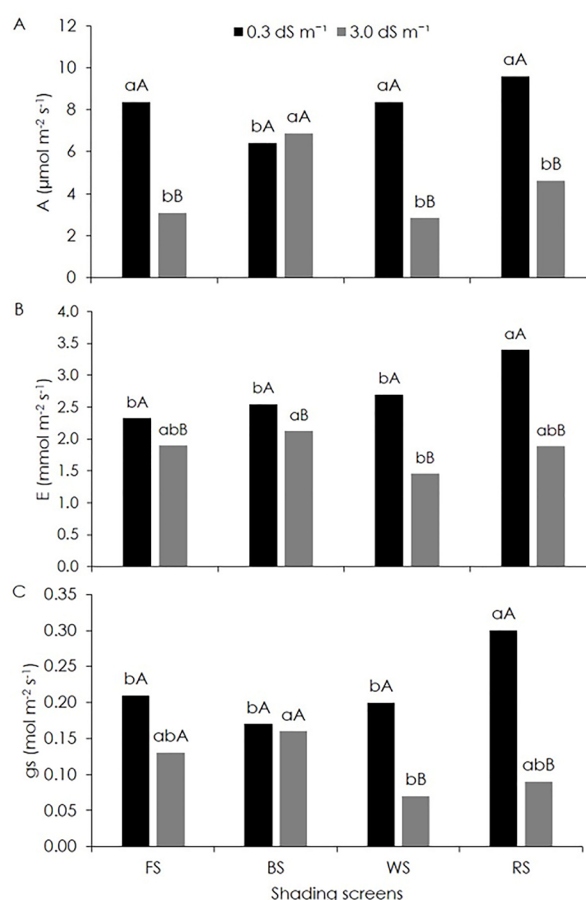 A
0.3 dS m⁻¹ 3.0 dS m⁻¹
12
10
8
6
4
2
0
A (µmol m⁻² s⁻¹)
aA
bB
bA
aA
aA
bB
aA
bB
B
4.0
3.5
3.0
2.5
2.0
1.5
1.0
0.5
0.0
E (mmol m⁻² s⁻¹)
bA
abB
bA
aB
bA
bB
aA
abB
C
0.35
0.30
0.25
0.20
0.15
0.10
0.05
0.00
gs (mol m⁻² s⁻¹)
bA
abA
bA
aA
bA
bB
aA
abB
FS BS WS RS
Shading screens